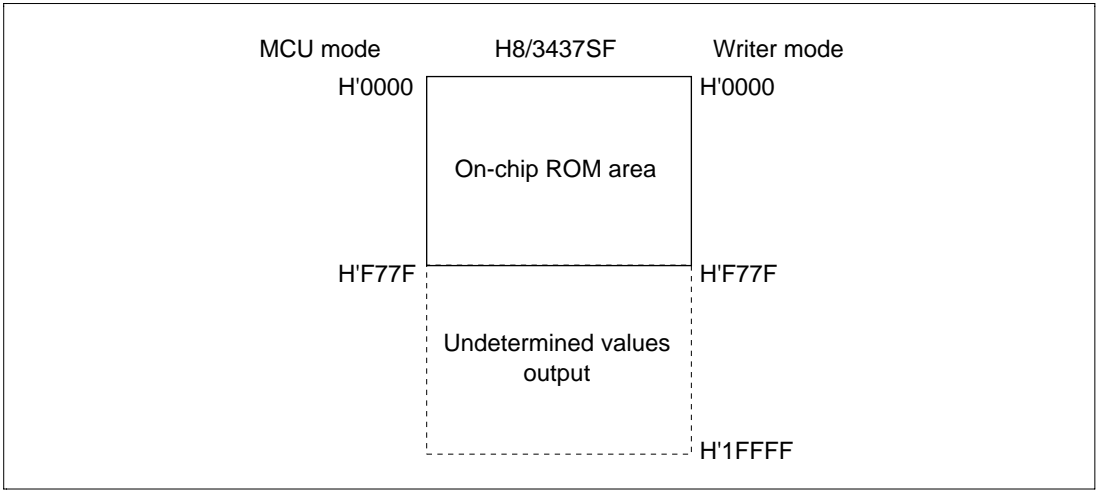 MCU mode H8/3437SF Writer mode
H'0000 H'0000
On-chip ROM area
H'F77F H'F77F
Undetermined values
output
H'1FFFF